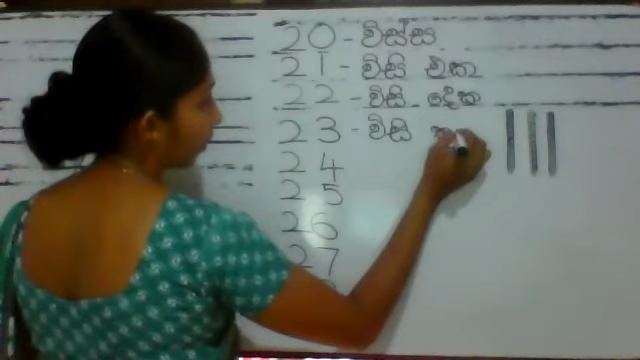 20 - විස්ස
21 - විසි එක
22 - විසි දෙක
23 - විසි
24
25
26
27